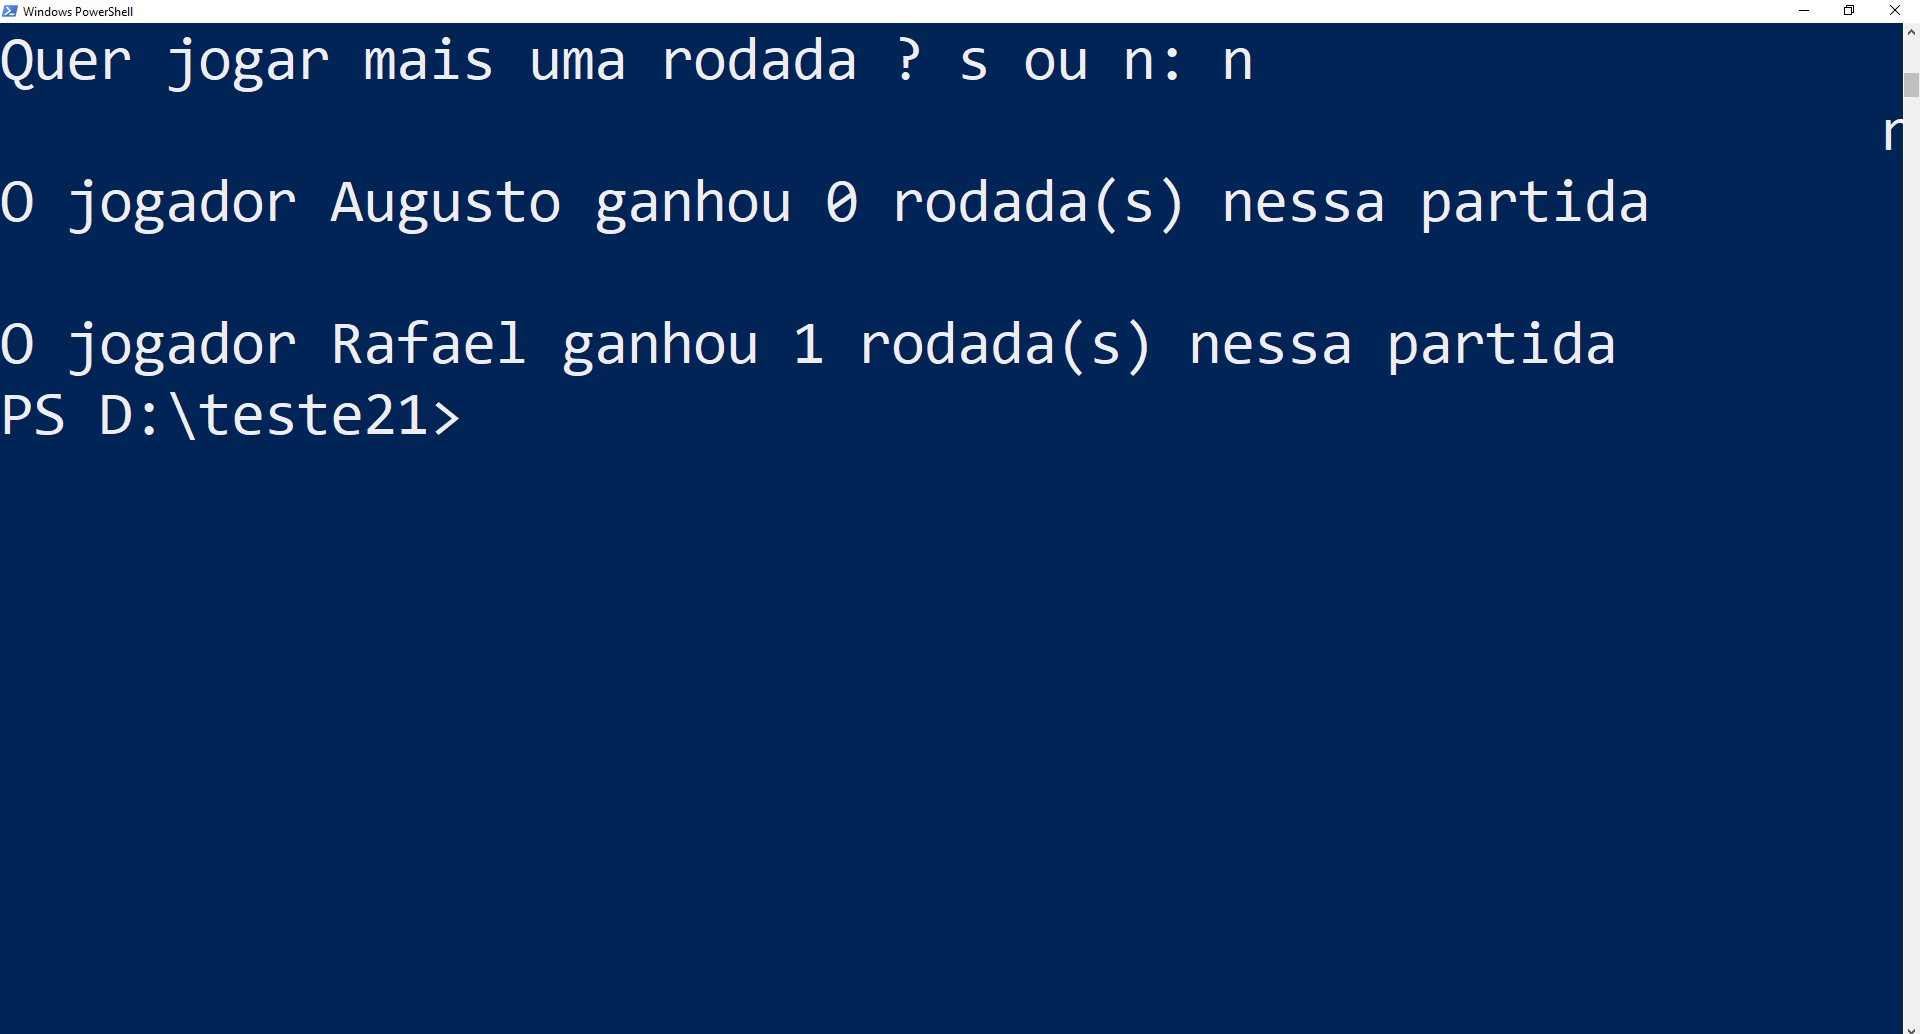 Windows PowerShell
Quer jogar mais uma rodada ? s ou n: n
r
O jogador Augusto ganhou 0 rodada(s) nessa partida
O jogador Rafael ganhou 1 rodada(s) nessa partida
PS D:\teste21>